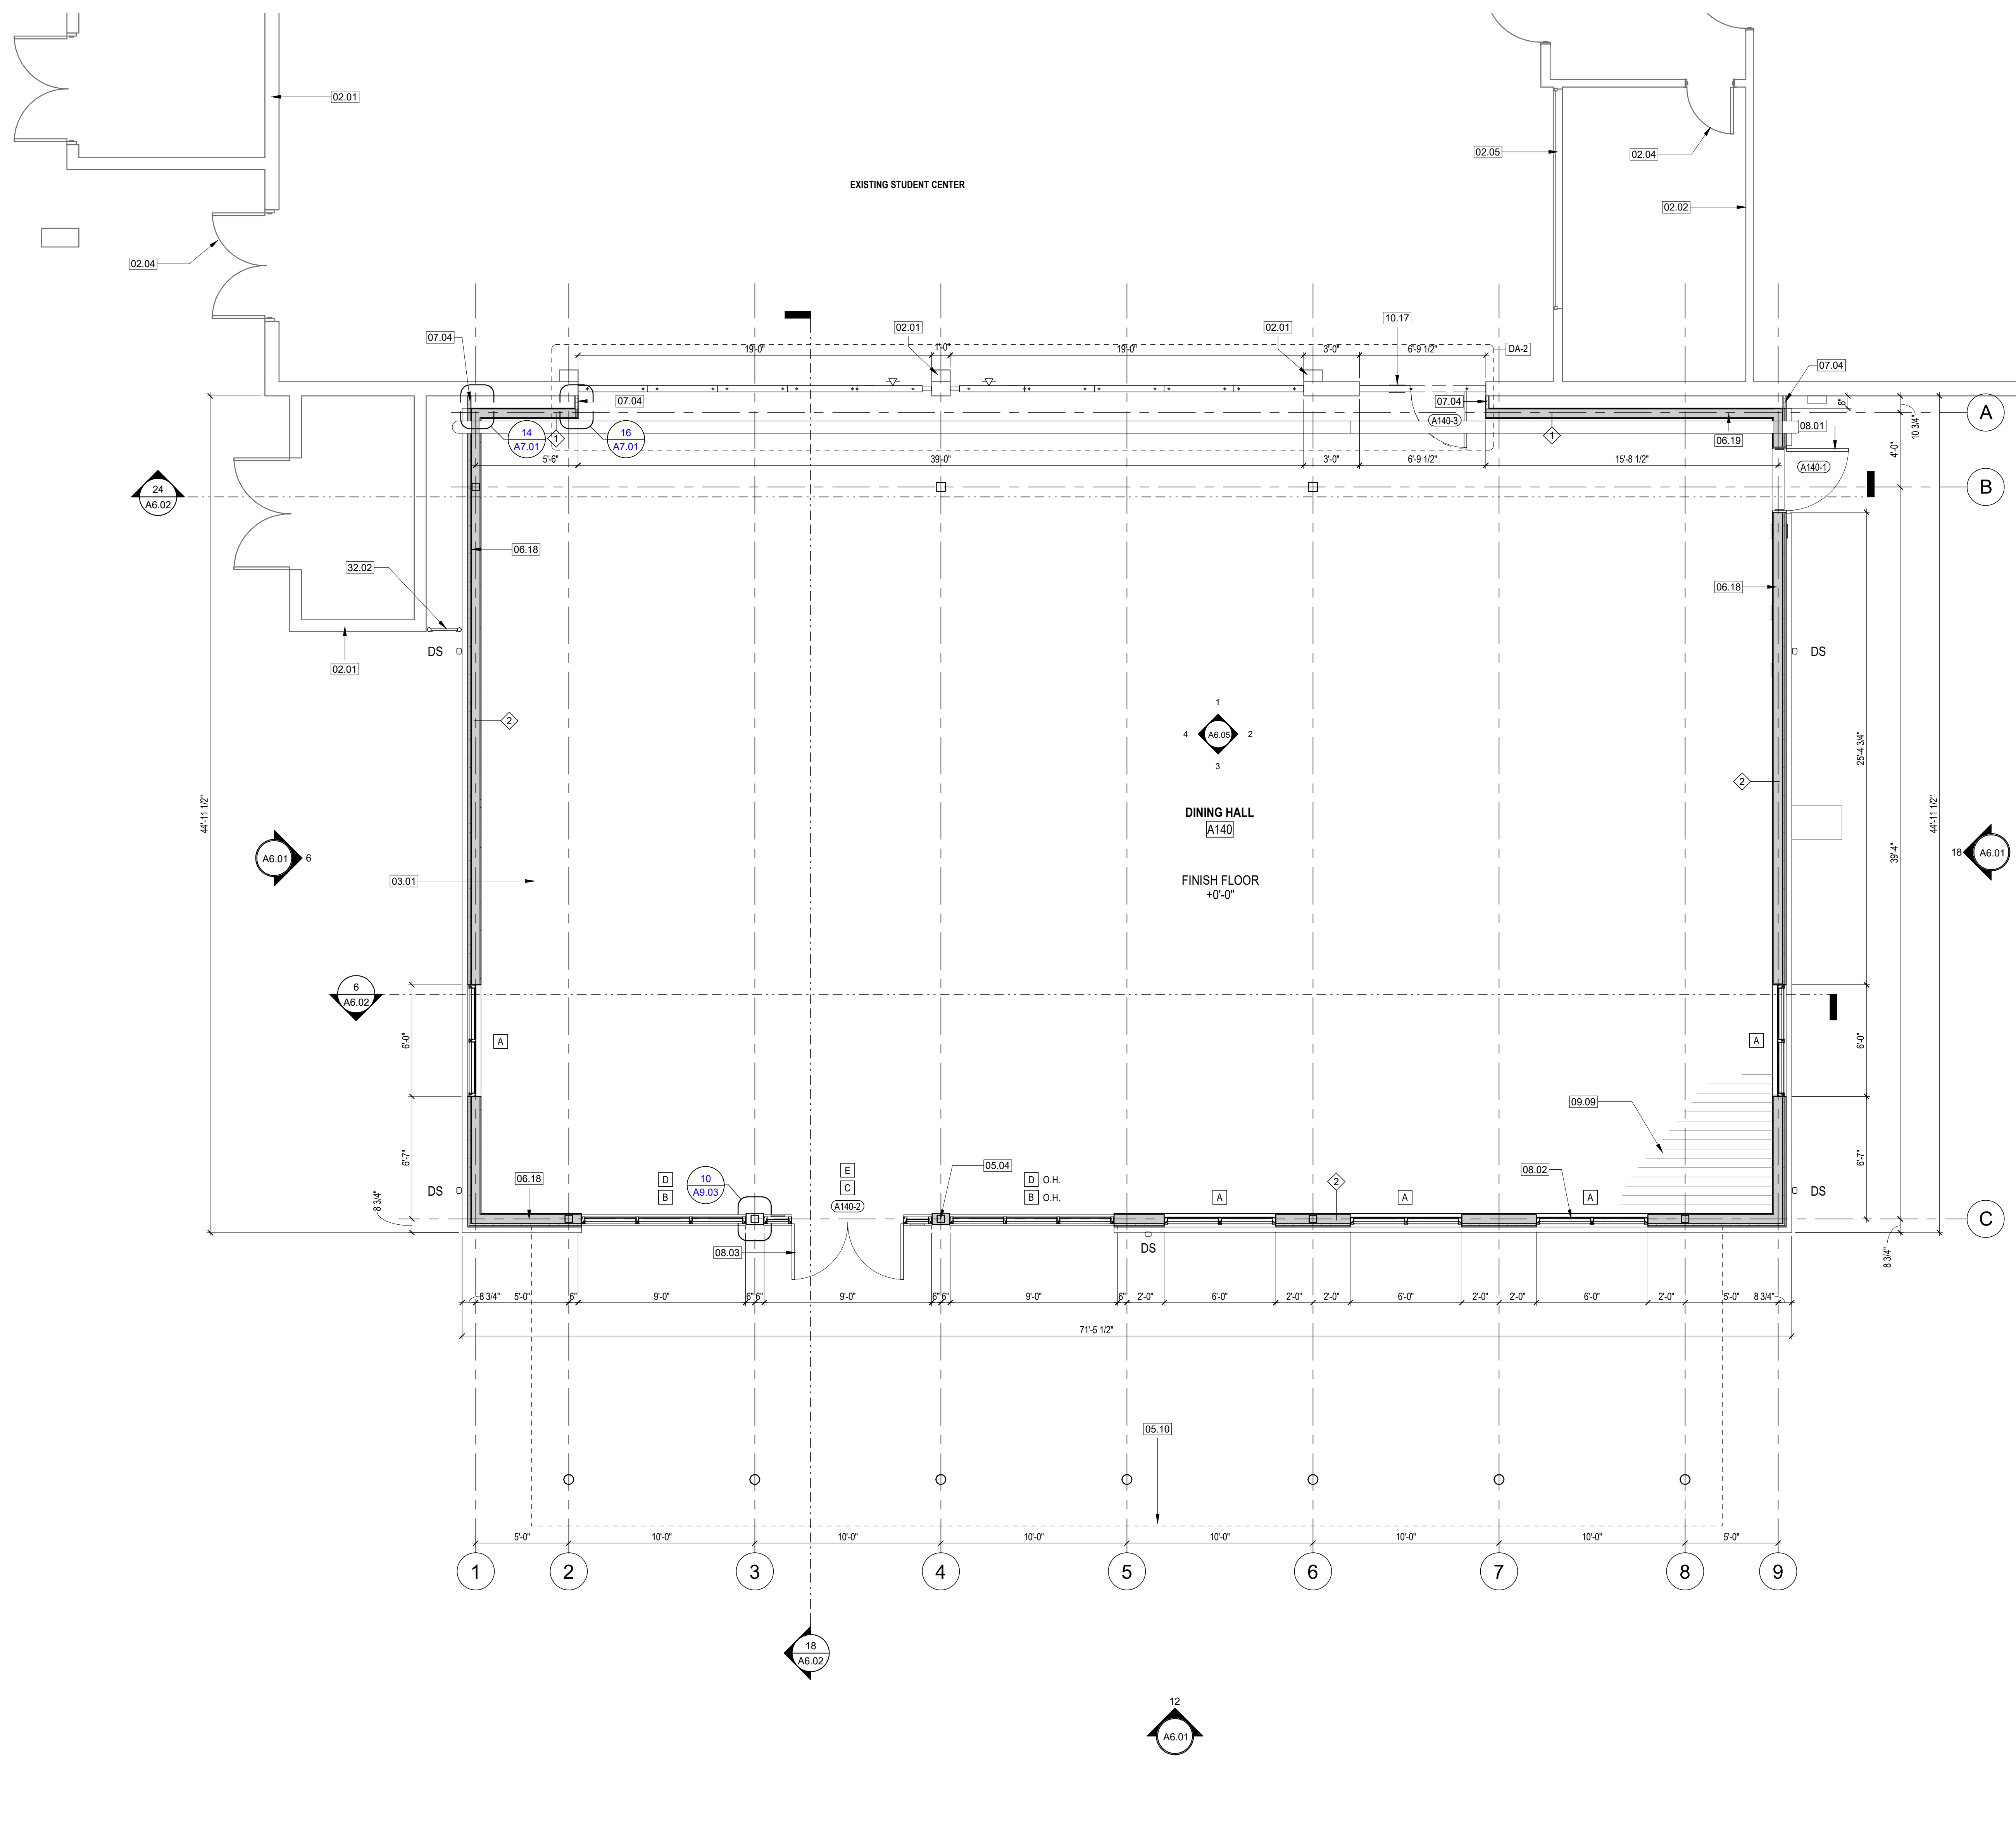 02.01
02.05
02.04
EXISTING STUDENT CENTER
02.02
02.04
07.04
02.01
02.01
10.17
19'-0"
1'-0"
19'-0"
3'-0"
6'-9 1/2"
DA-2
07.04
07.04
07.04
8"
A
10 3/4"
14
A7.01
1
16
A7.01
A140-3
1
06.19
08.01
5'-6"
39'-0"
3'-0"
6'-9 1/2"
15'-8 1/2"
A140-1
4'-0"
24
A6.02
B
06.18
32.02
06.18
DS
DS
02.01
1
4
A6.05
2
3
2
2
25'-4 3/4"
44'-11 1/2"
DINING HALL
A140
44'-11 1/2"
39'-4"
A6.01
6
18
A6.01
03.01
FINISH FLOOR
+0'-0"
6
A6.02
6'-0"
A
A
6'-0"
09.09
6'-7"
6'-7"
05.04
E
08.02
06.18
D
10
A9.03
D O.H.
2
DS
DS
C
B
B O.H.
A
A
A
8 3/4"
A140-2
C
08.03
DS
8 3/4"
8 3/4"
5'-0"
6"
9'-0"
6"
6"
9'-0"
6"
6"
9'-0"
6"
2'-0"
6'-0"
2'-0"
2'-0"
6'-0"
2'-0"
2'-0"
6'-0"
2'-0"
5'-0"
8 3/4"
71'-5 1/2"
05.10
5'-0"
10'-0"
10'-0"
10'-0"
10'-0"
10'-0"
10'-0"
5'-0"
1
2
3
4
5
6
7
8
9
18
A6.02
12
A6.01